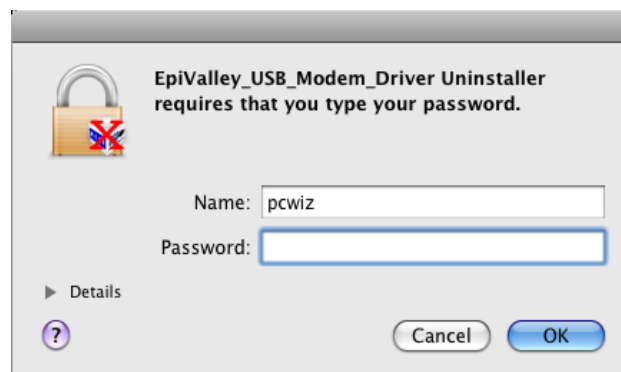 EpiValley_USB_Modem_Driver Uninstaller
requires that you type your password.
Name: pcwiz
Password:
Details
?
Cancel OK